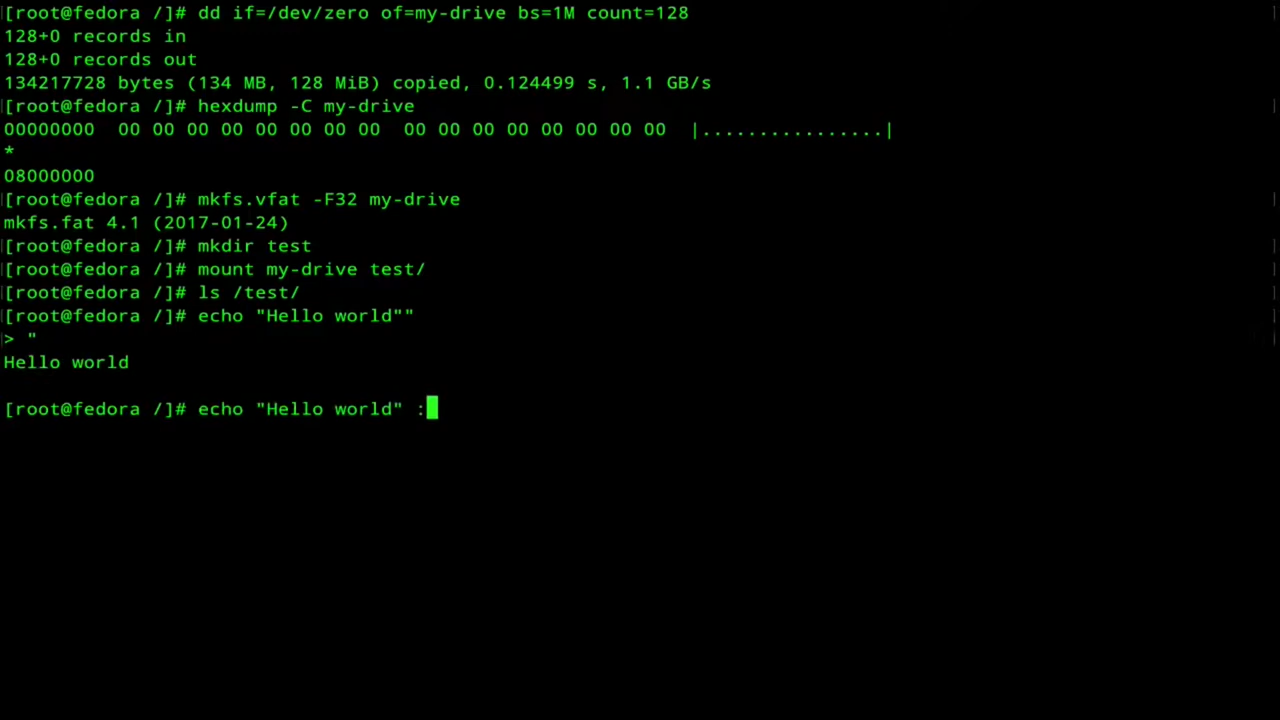 [root@fedora /]# dd if=/dev/zero of=my-drive bs=1M count=128
128+0 records in
128+0 records out
134217728 bytes (134 MB, 128 MiB) copied, 0.124499 s, 1.1 GB/s
[root@fedora /]# hexdump -C my-drive
00000000  00 00 00 00 00 00 00 00  00 00 00 00 00 00 00 00  |................|
*
08000000
[root@fedora /]# mkfs.vfat -F32 my-drive
mkfs.fat 4.1 (2017-01-24)
[root@fedora /]# mkdir test
[root@fedora /]# mount my-drive test/
[root@fedora /]# ls /test/
[root@fedora /]# echo "Hello world""
> "
Hello world
[root@fedora /]# echo "Hello world" :